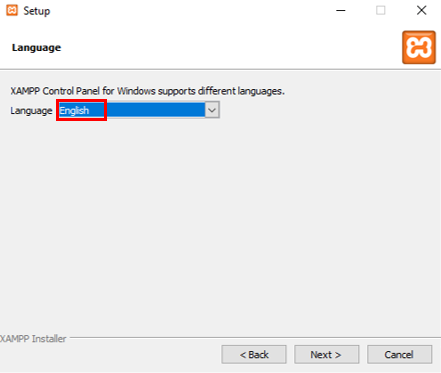 Setup
Language
XAMPP Control Panel for Windows supports different languages.
Language English
XAMPP Installer
< Back Next > Cancel